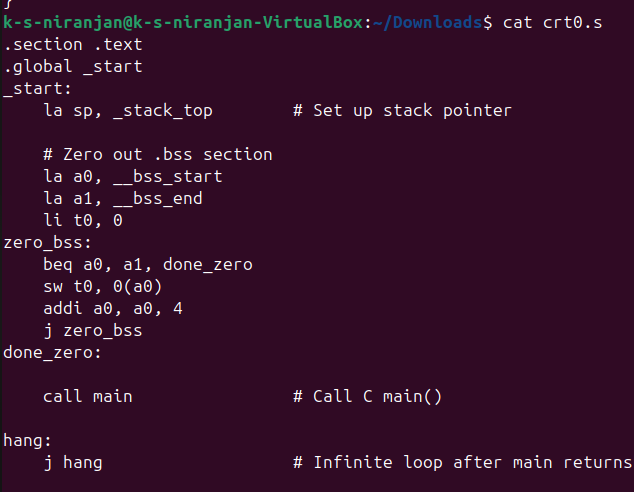 }
k-s-niranjan@k-s-niranjan-VirtualBox:~/Downloads$ cat crt0.s
.section .text
.global _start
_start:
    la sp, _stack_top        # Set up stack pointer

    # Zero out .bss section
    la a0, __bss_start
    la a1, __bss_end
    li t0, 0
zero_bss:
    beq a0, a1, done_zero
    sw t0, 0(a0)
    addi a0, a0, 4
    j zero_bss
done_zero:

    call main                # Call C main()

hang:
    j hang                   # Infinite loop after main returns